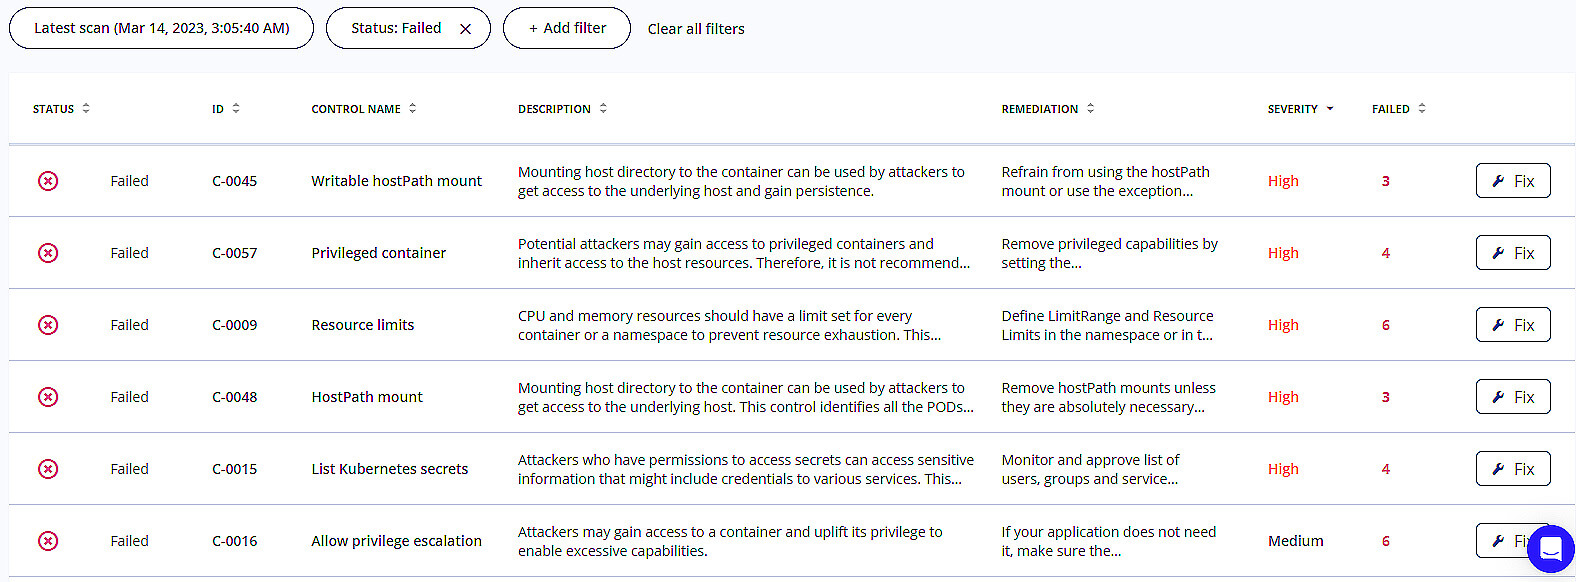 Latest scan (Mar 14, 2023, 3:05:40 AM) Status: Failed + Add filter Clear all filters
STATUS ID CONTROL NAME DESCRIPTION REMEDIATION SEVERITY FAILED
Failed C-0045 Writable hostPath mount Mounting host directory to the container can be used by attackers to Refrain from using the hostPath High 3 Fix
get access to the underlying host and gain persistence. mount or use the exception...
Failed C-0057 Privileged container Potential attackers may gain access to privileged containers and Remove privileged capabilities by High 4 Fix
inherit access to the host resources. Therefore, it is not recommend... setting the...
Failed C-0009 Resource limits CPU and memory resources should have a limit set for every Define LimitRange and Resource High 6 Fix
container or a namespace to prevent resource exhaustion. This... Limits in the namespace or in t...
Failed C-0048 HostPath mount Mounting host directory to the container can be used by attackers to Remove hostPath mounts unless High 3 Fix
get access to the underlying host. This control identifies all the PODs... they are absolutely necessary...
Failed C-0015 List Kubernetes secrets Attackers who have permissions to access secrets can access sensitive Monitor and approve list of High 4 Fix
information that might include credentials to various services. This... users, groups and service...
Failed C-0016 Allow privilege escalation Attackers may gain access to a container and uplift its privilege to If your application does not need Medium 6 Fi
enable excessive capabilities. it, make sure the...